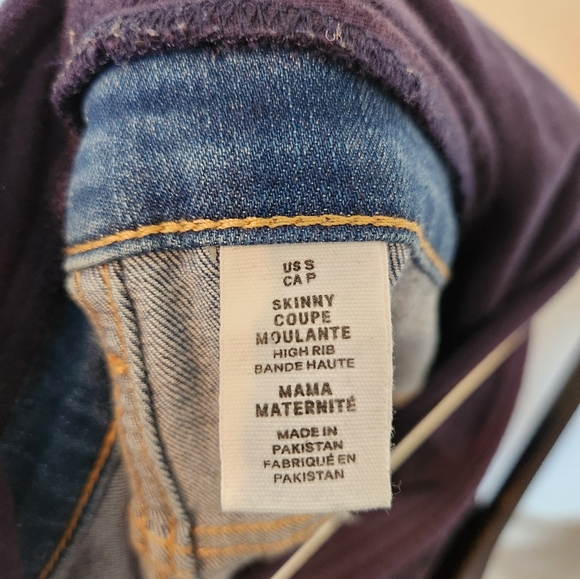 US S
CA P
SKINNY
COUPE
MOULANTE
HIGH RIB
BANDE HAUTE
MAMA
MATERNITÉ
MADE IN
PAKISTAN
FABRIQUÉ EN
PAKISTAN